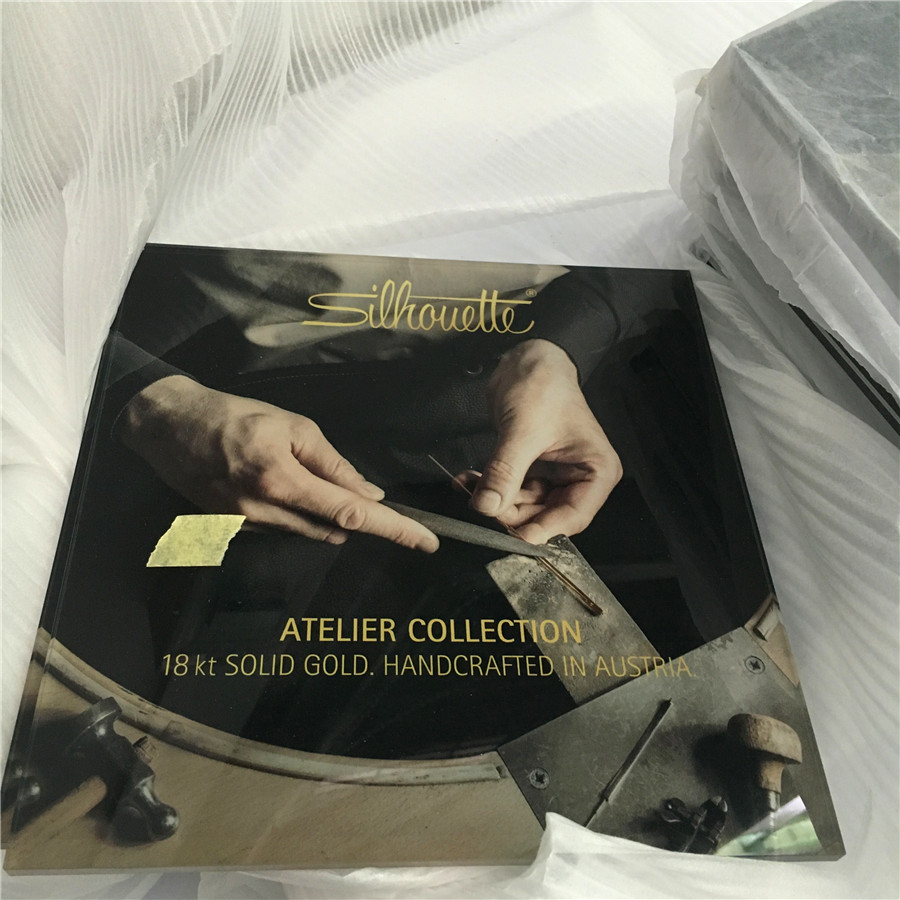 Silhouette®
ATELIER COLLECTION
18 kt SOLID GOLD. HANDCRAFTED IN AUSTRIA.